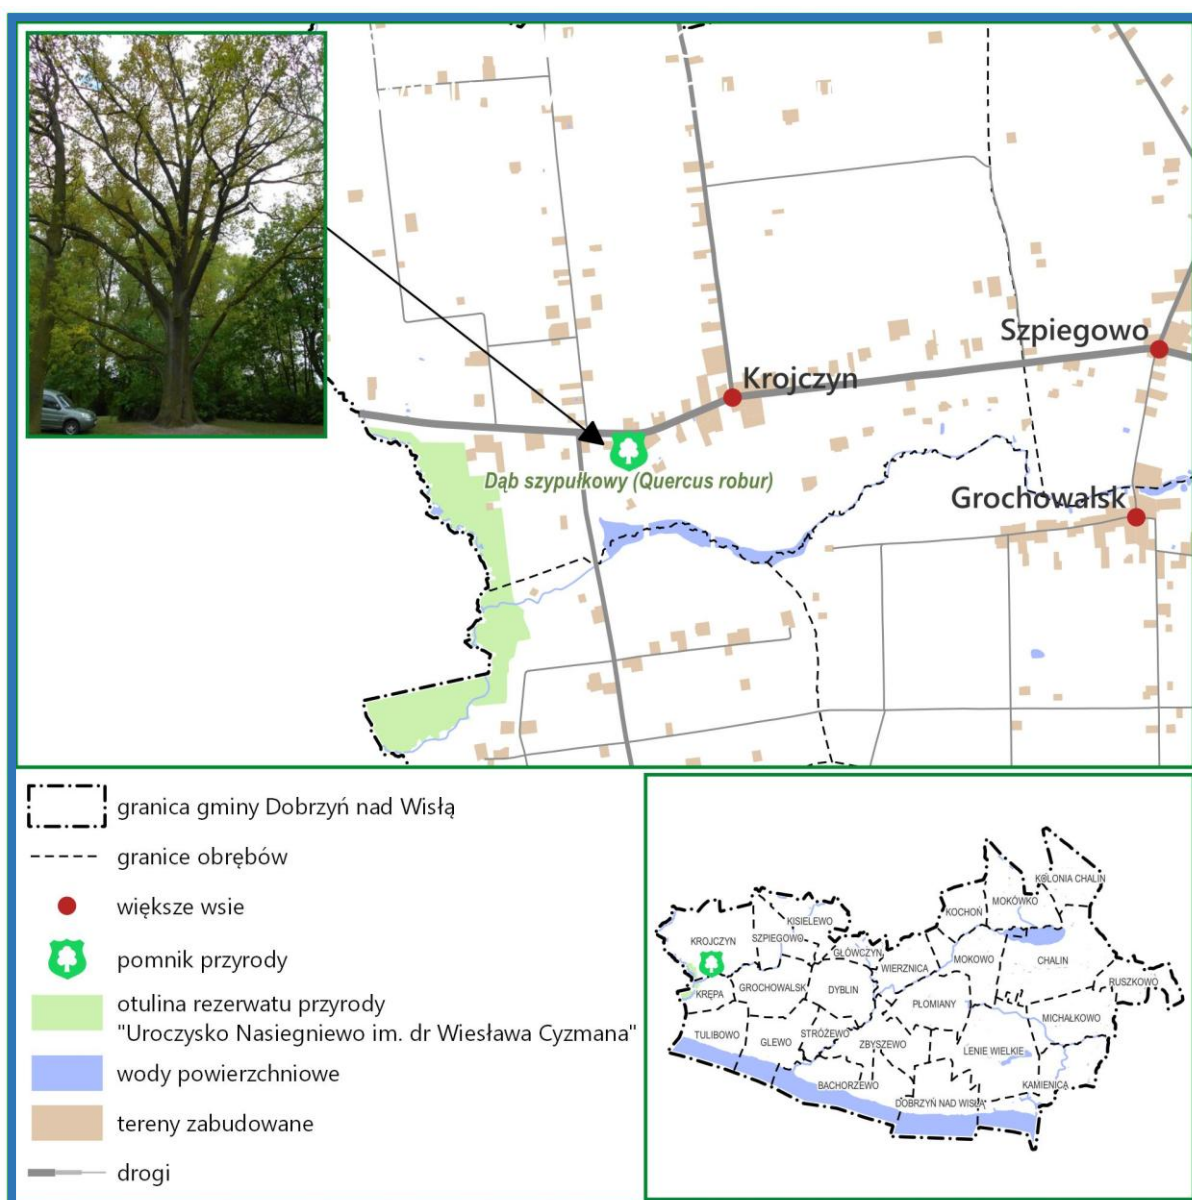 Szpiegowo
Krojczyn
Dąb szypułkowy (Quercus robur)
Grochowalsk
granica gminy Dobrzyń nad Wisłą
granice obrębów
większe wsie
pomnik przyrody
otulina rezerwatu przyrody
"Uroczysko Nasiegniewo im. dr Wiesława Cyzmana"
wody powierzchniowe
tereny zabudowane
drogi
KOLONIA CHALIN
MOKÓWKO
KOCHOŃ
KISIELEWO
KROJCZYN
SZPIEGOWO
GŁÓWCZYN
WIERZNICA
MOKOWO
CHALIN
RUSZKOWO
KRĘPA
GROCHOWALSK
DYBLIN
PŁOMIANY
MICHAŁKOWO
TULIBOWO
GLEWO
STRÓŻEWO
ZBYSZEWO
LENIE WIELKIE
BACHORZEWO
KAMIENICA
DOBRZYŃ NAD WISŁĄ